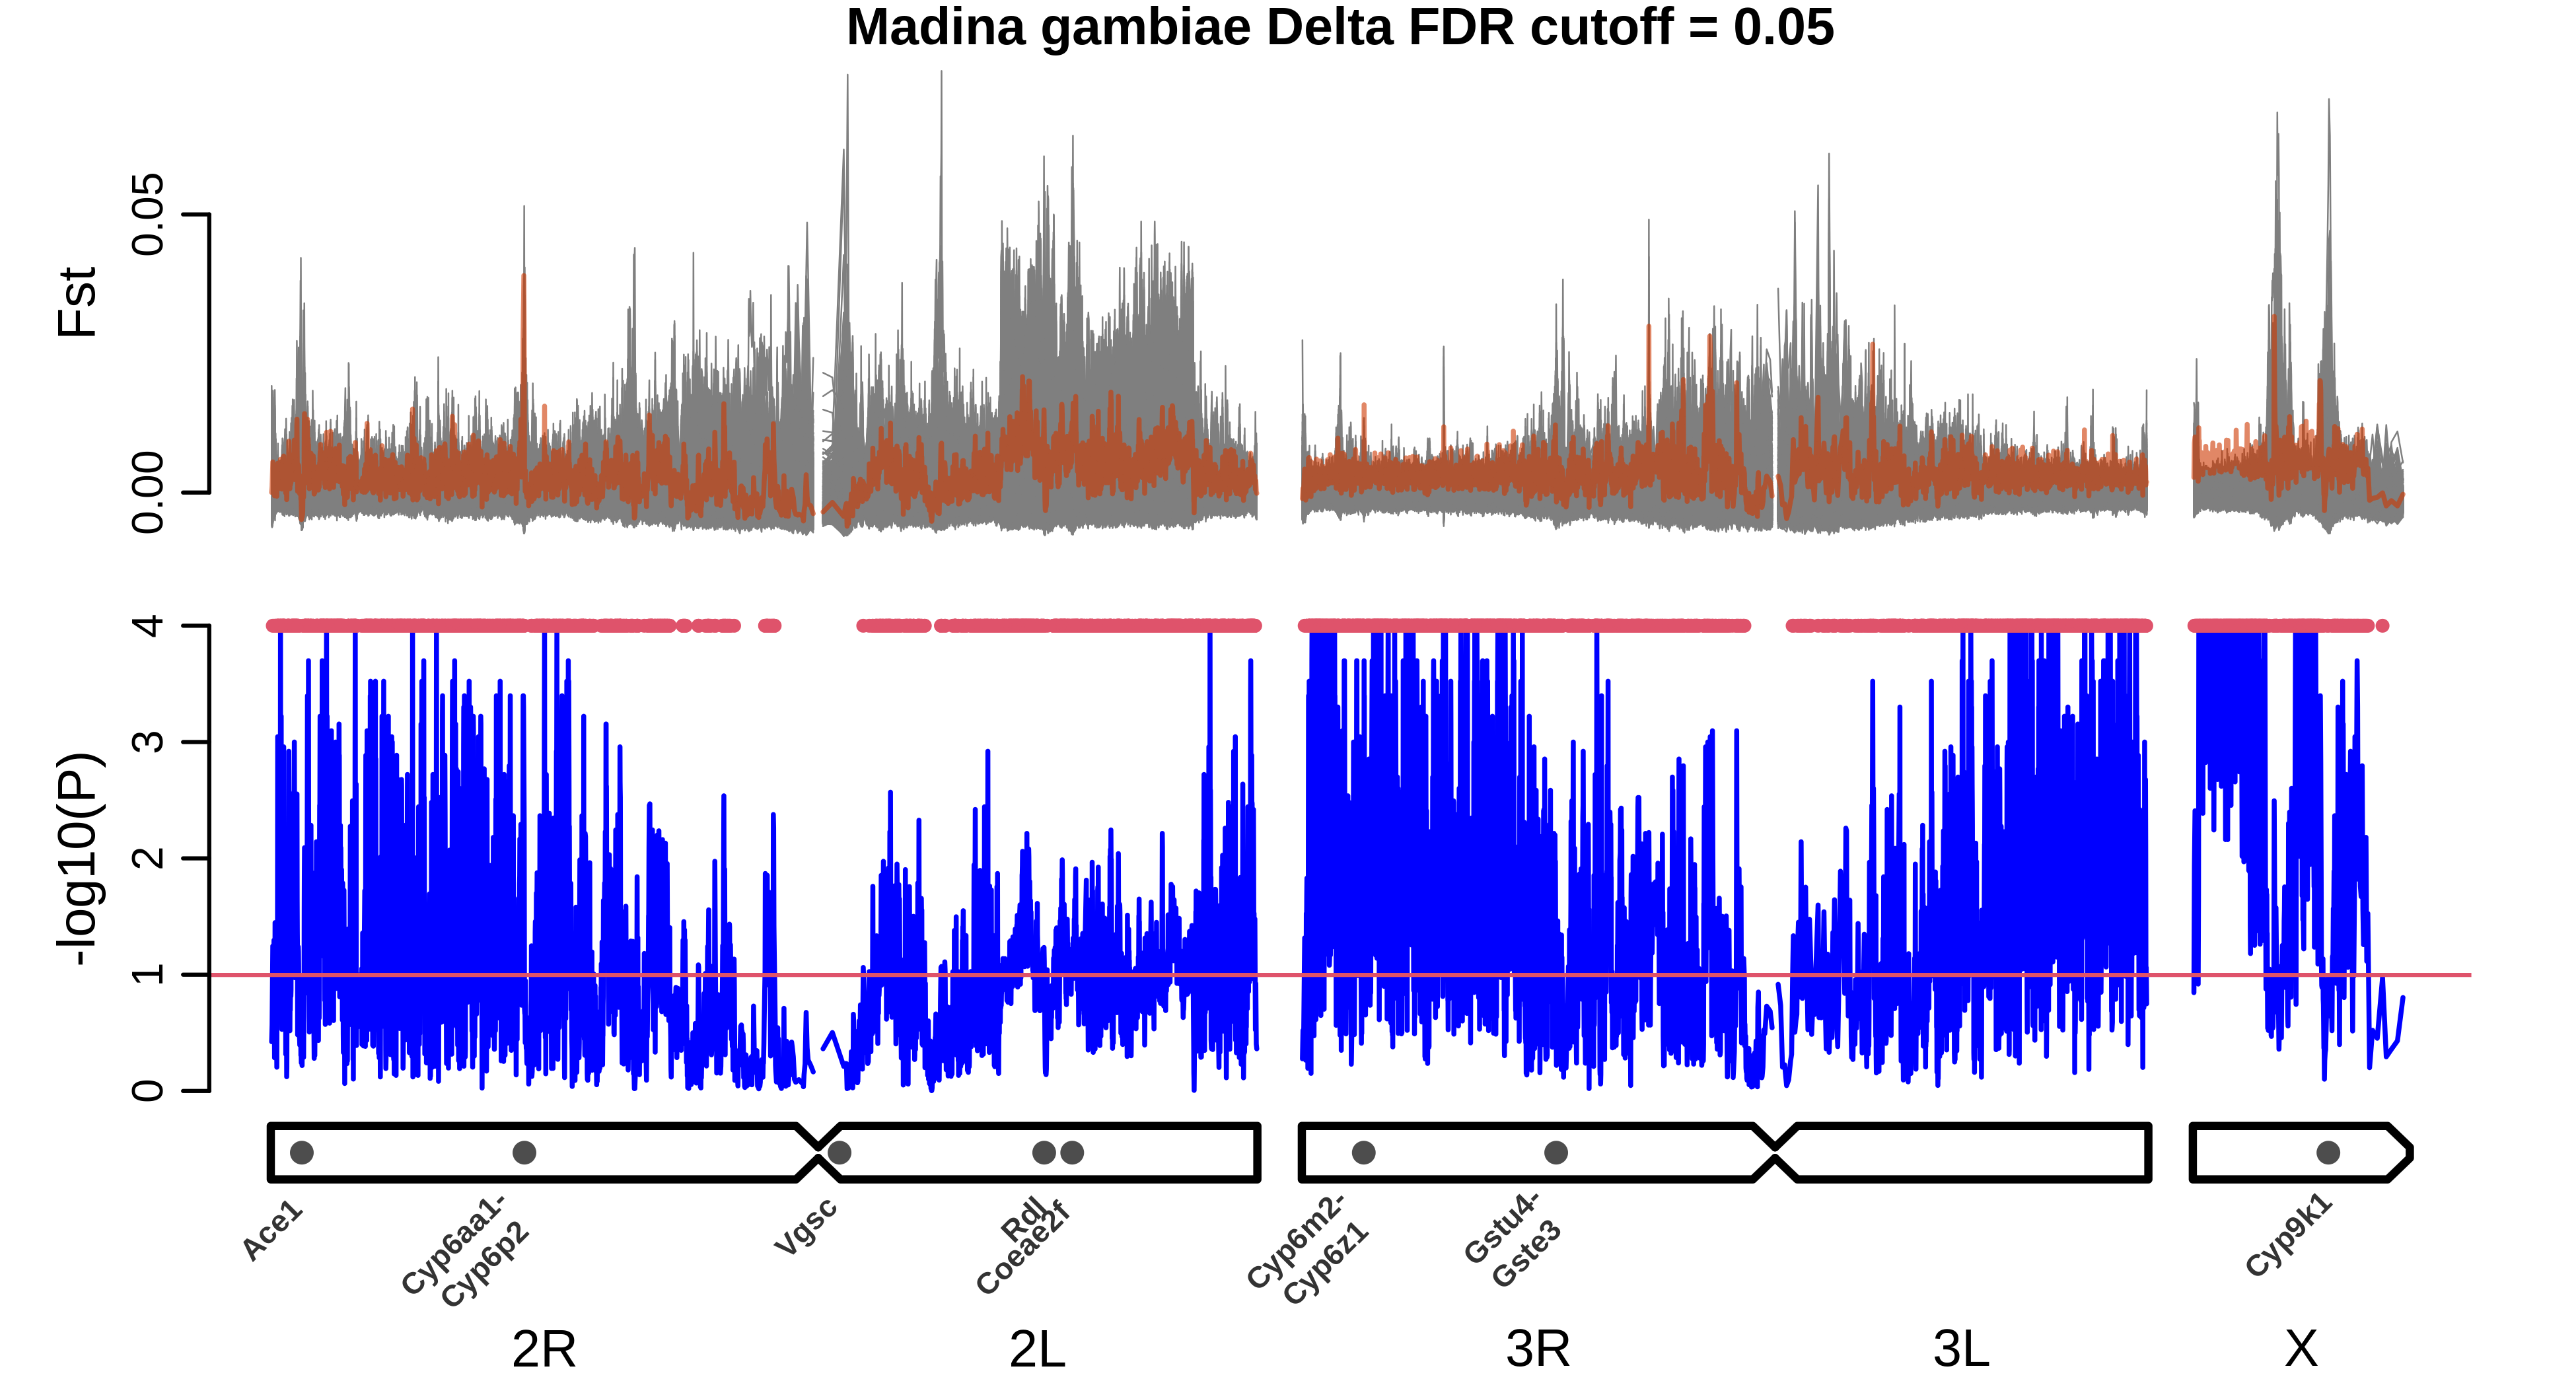 Madina gambiae Delta FDR cutoff = 0.05
Fst
0.05
0.00
-log10(P)
4
3
2
1
0
Ace1
Cyp6aa1-
Cyp6p2
Vgsc
Rdl
Coeae2f
Cyp6m2-
Cyp6z1
Gstu4-
Gste3
Cyp9k1
2R
2L
3R
3L
X